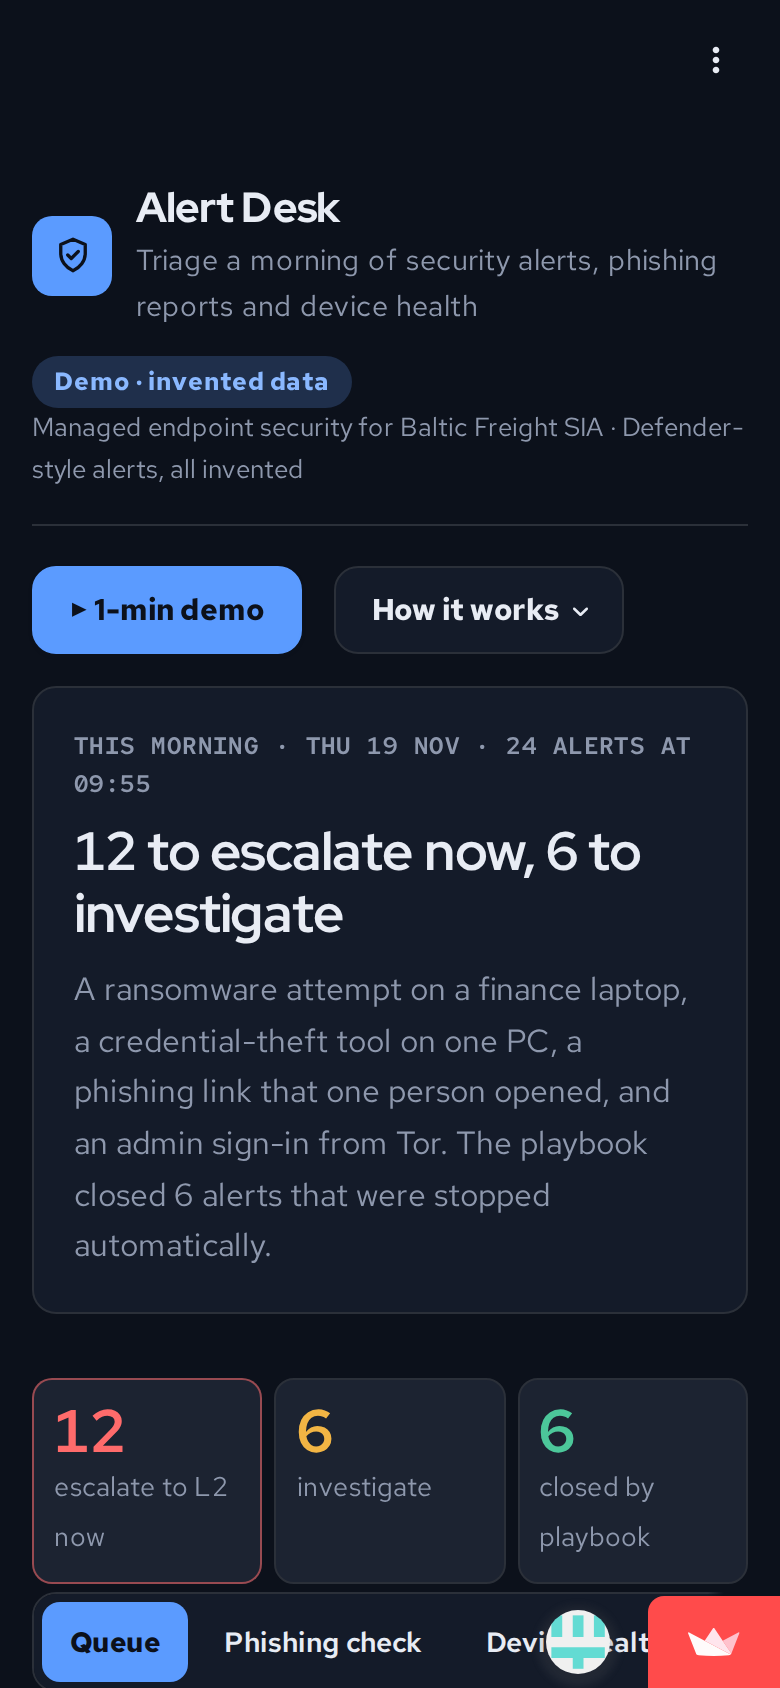 Alert Desk
Triage a morning of security alerts, phishing
reports and device health
Demo · invented data
Managed endpoint security for Baltic Freight SIA · Defender-
style alerts, all invented
▸ 1-min demo
How it works
THIS MORNING · THU 19 NOV · 24 ALERTS AT
09:55
12 to escalate now, 6 to
investigate
A ransomware attempt on a finance laptop,
a credential-theft tool on one PC, a
phishing link that one person opened, and
an admin sign-in from Tor. The playbook
closed 6 alerts that were stopped
automatically.
12
escalate to L2
now
6
investigate
6
closed by
playbook
Queue
Phishing check